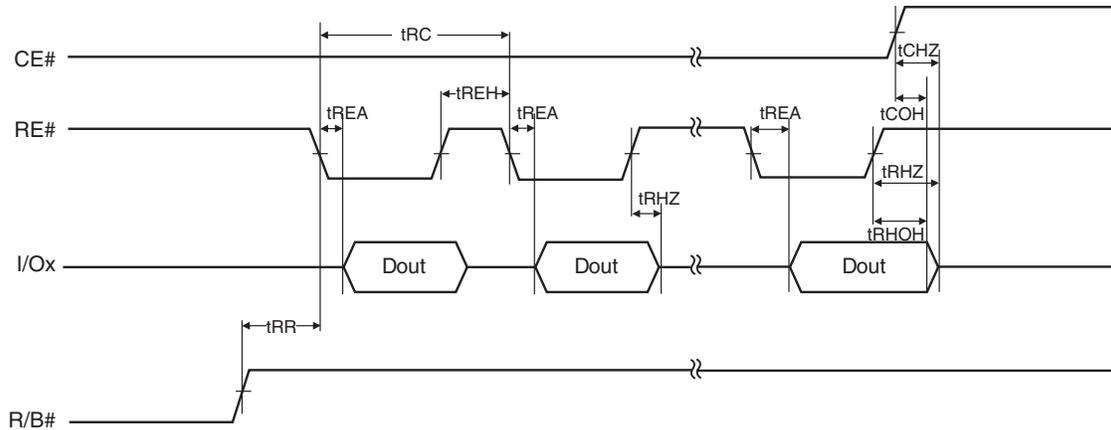 tRC
CE#
tCHZ
tREH
tREA
tREA
tREA
tCOH
RE#
tRHZ
tRHZ
tRHOH
I/Ox
Dout
Dout
Dout
tRR
R/B#